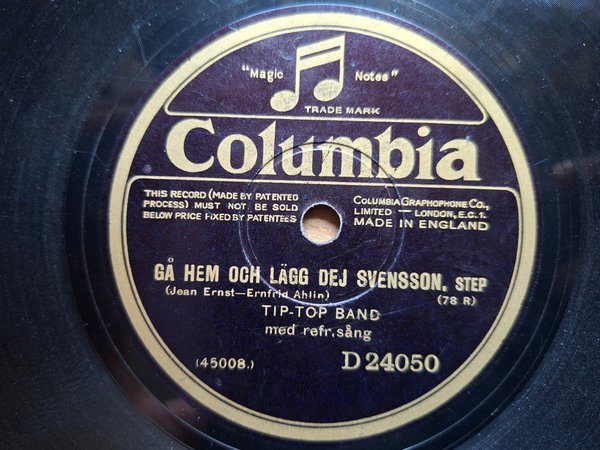 "Magic Notes"
TRADE MARK
Columbia
THIS RECORD (MADE BY PATENTED
PROCESS) MUST NOT BE SOLD
BELOW PRICE FIXED BY PATENTEES
COLUMBIA GRAPHOPHONE CO.,
LIMITED — LONDON, E.C.1.
MADE IN ENGLAND
GÅ HEM OCH LÄGG DEJ SVENSSON. STEP
(Jean Ernst—Ernfrid Ahlin) (78 R)
TIP-TOP BAND
med refr. sång
(45008.) D 24050